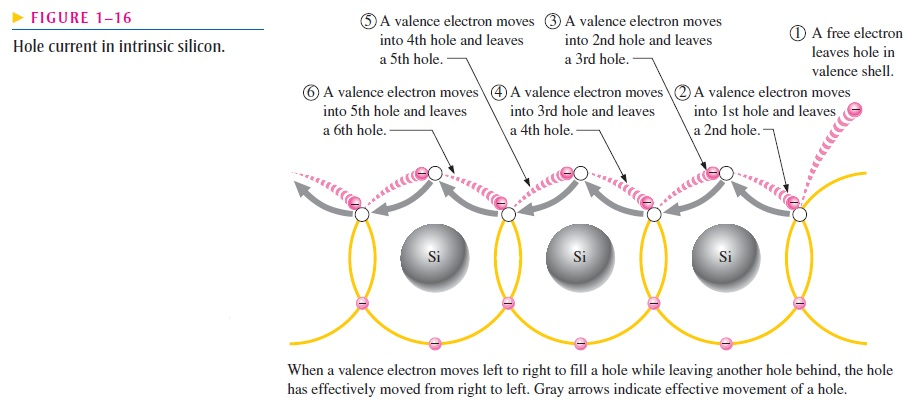 ► FIGURE 1–16
Hole current in intrinsic silicon.
⑤ A valence electron moves
into 4th hole and leaves
a 5th hole.
③ A valence electron moves
into 2nd hole and leaves
a 3rd hole.
① A free electron
leaves hole in
valence shell.
⑥ A valence electron moves
into 5th hole and leaves
a 6th hole.
④ A valence electron moves
into 3rd hole and leaves
a 4th hole.
② A valence electron moves
into 1st hole and leaves
a 2nd hole.
Si
Si
Si
When a valence electron moves left to right to fill a hole while leaving another hole behind, the hole
has effectively moved from right to left. Gray arrows indicate effective movement of a hole.